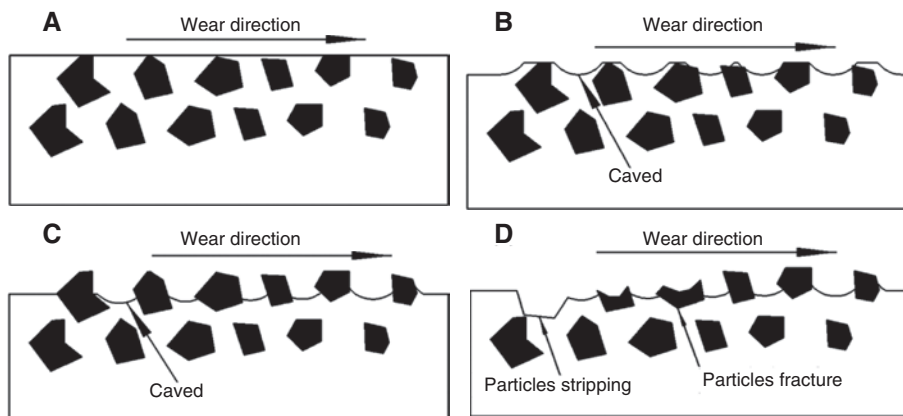 A
Wear direction
B
Wear direction
Caved
C
Wear direction
Caved
D
Wear direction
Particles stripping
Particles fracture